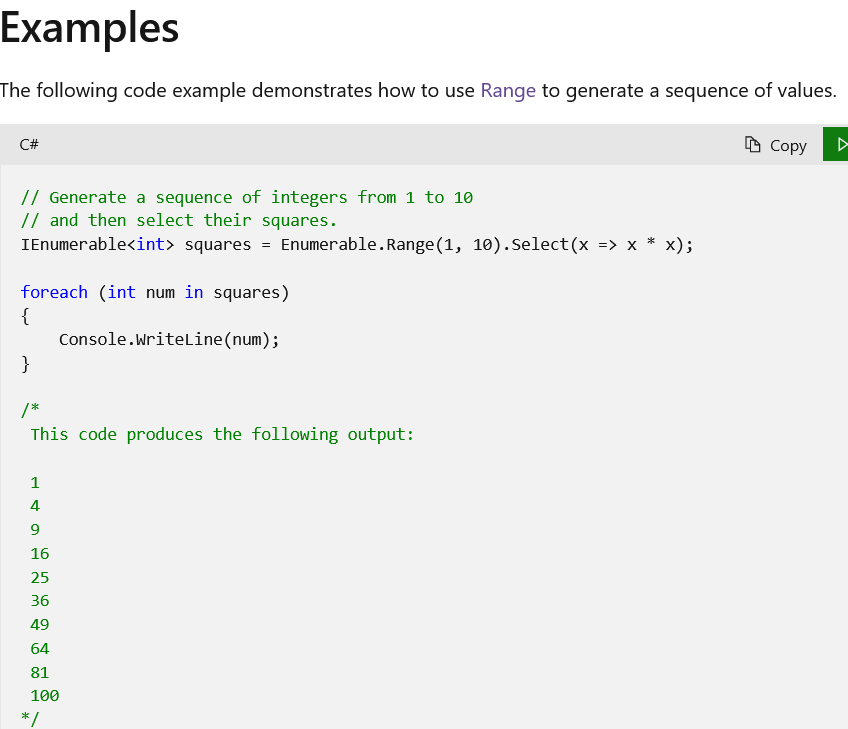 Examples
The following code example demonstrates how to use Range to generate a sequence of values.
C#
Copy
// Generate a sequence of integers from 1 to 10
// and then select their squares.
IEnumerable<int> squares = Enumerable.Range(1, 10).Select(x => x * x);
foreach (int num in squares)
{
    Console.WriteLine(num);
}
/*
 This code produces the following output:
 1
 4
 9
 16
 25
 36
 49
 64
 81
 100
*/